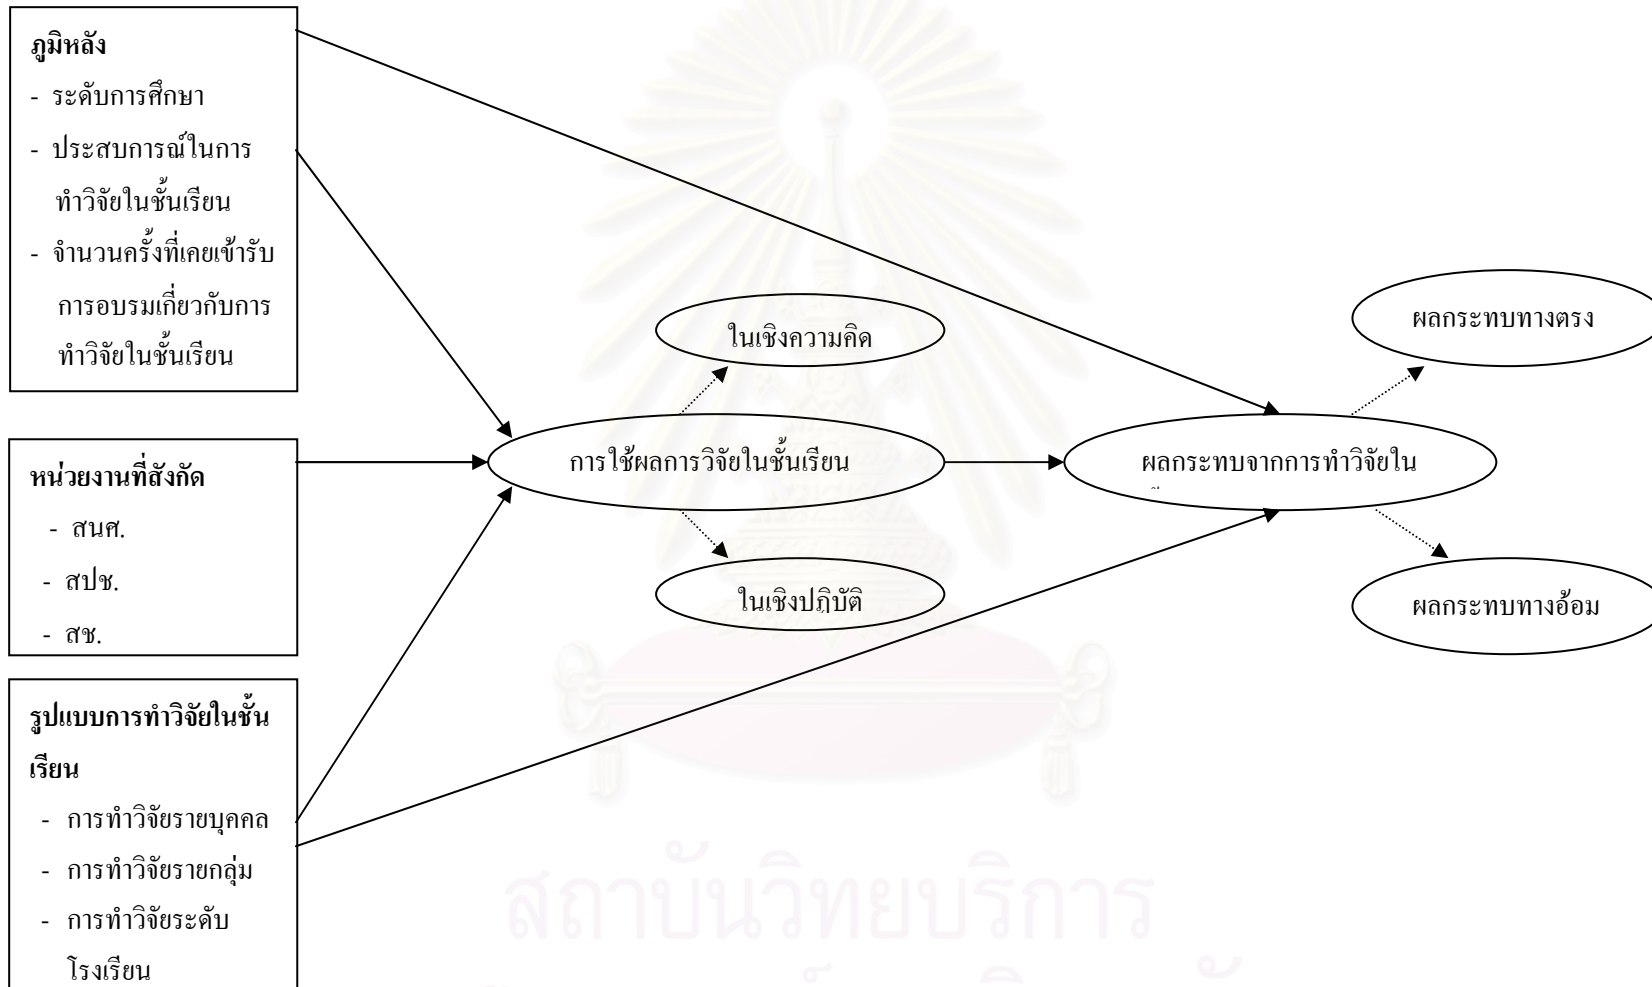 ภูมิหลัง
- ระดับการศึกษา
- ประสบการณ์ในการ
ทำวิจัยในชั้นเรียน
- จำนวนครั้งที่เคยเข้ารับ
การอบรมเกี่ยวกับการ
ทำวิจัยในชั้นเรียน
หน่วยงานที่สังกัด
- สนศ.
- สปช.
- สช.
รูปแบบการทำวิจัยในชั้น
เรียน
- การทำวิจัยรายบุคคล
- การทำวิจัยรายกลุ่ม
- การทำวิจัยระดับ
โรงเรียน
ในเชิงความคิด
การใช้ผลการวิจัยในชั้นเรียน
ในเชิงปฏิบัติ
ผลกระทบจากการทำวิจัยใน
ผลกระทบทางตรง
ผลกระทบทางอ้อม
สถาบันวิทยบริการ